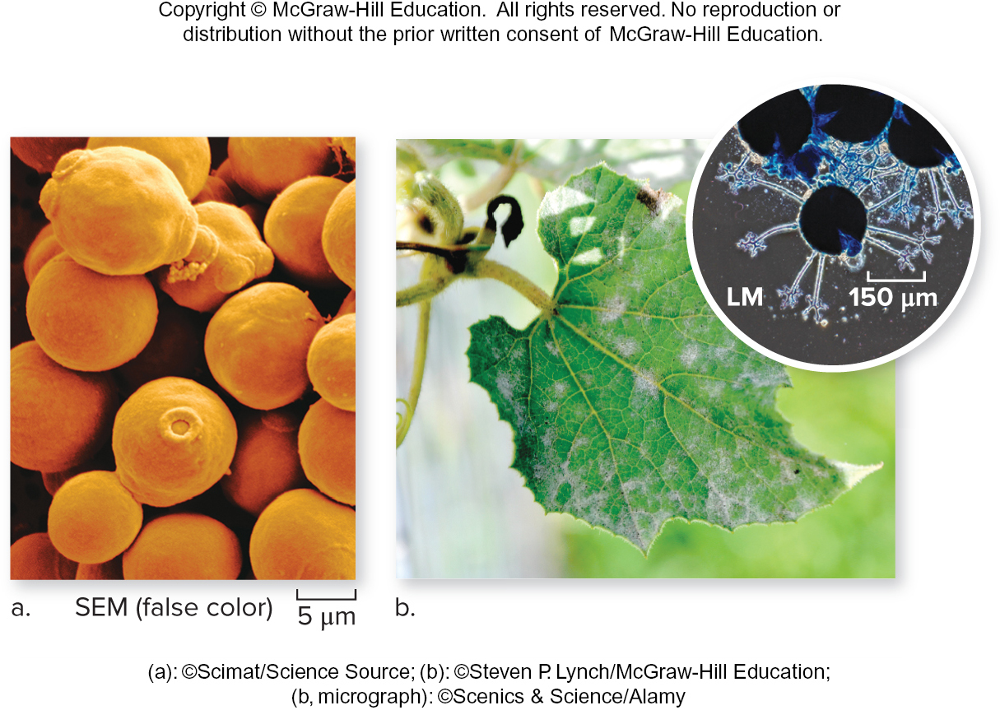 Copyright © McGraw-Hill Education. All rights reserved. No reproduction or
distribution without the prior written consent of McGraw-Hill Education.
LM
150 μm
a.
SEM (false color)
5 μm
b.
(a): ©Scimat/Science Source; (b): ©Steven P. Lynch/McGraw-Hill Education;
(b, micrograph): ©Scenics & Science/Alamy